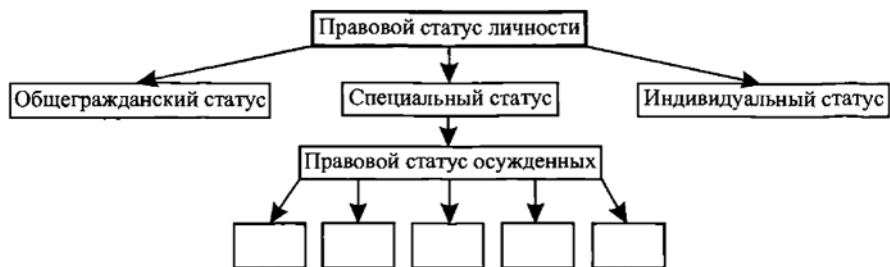 Правовой статус личности
Общегражданский статус
Специальный статус
Индивидуальный статус
Правовой статус осужденных